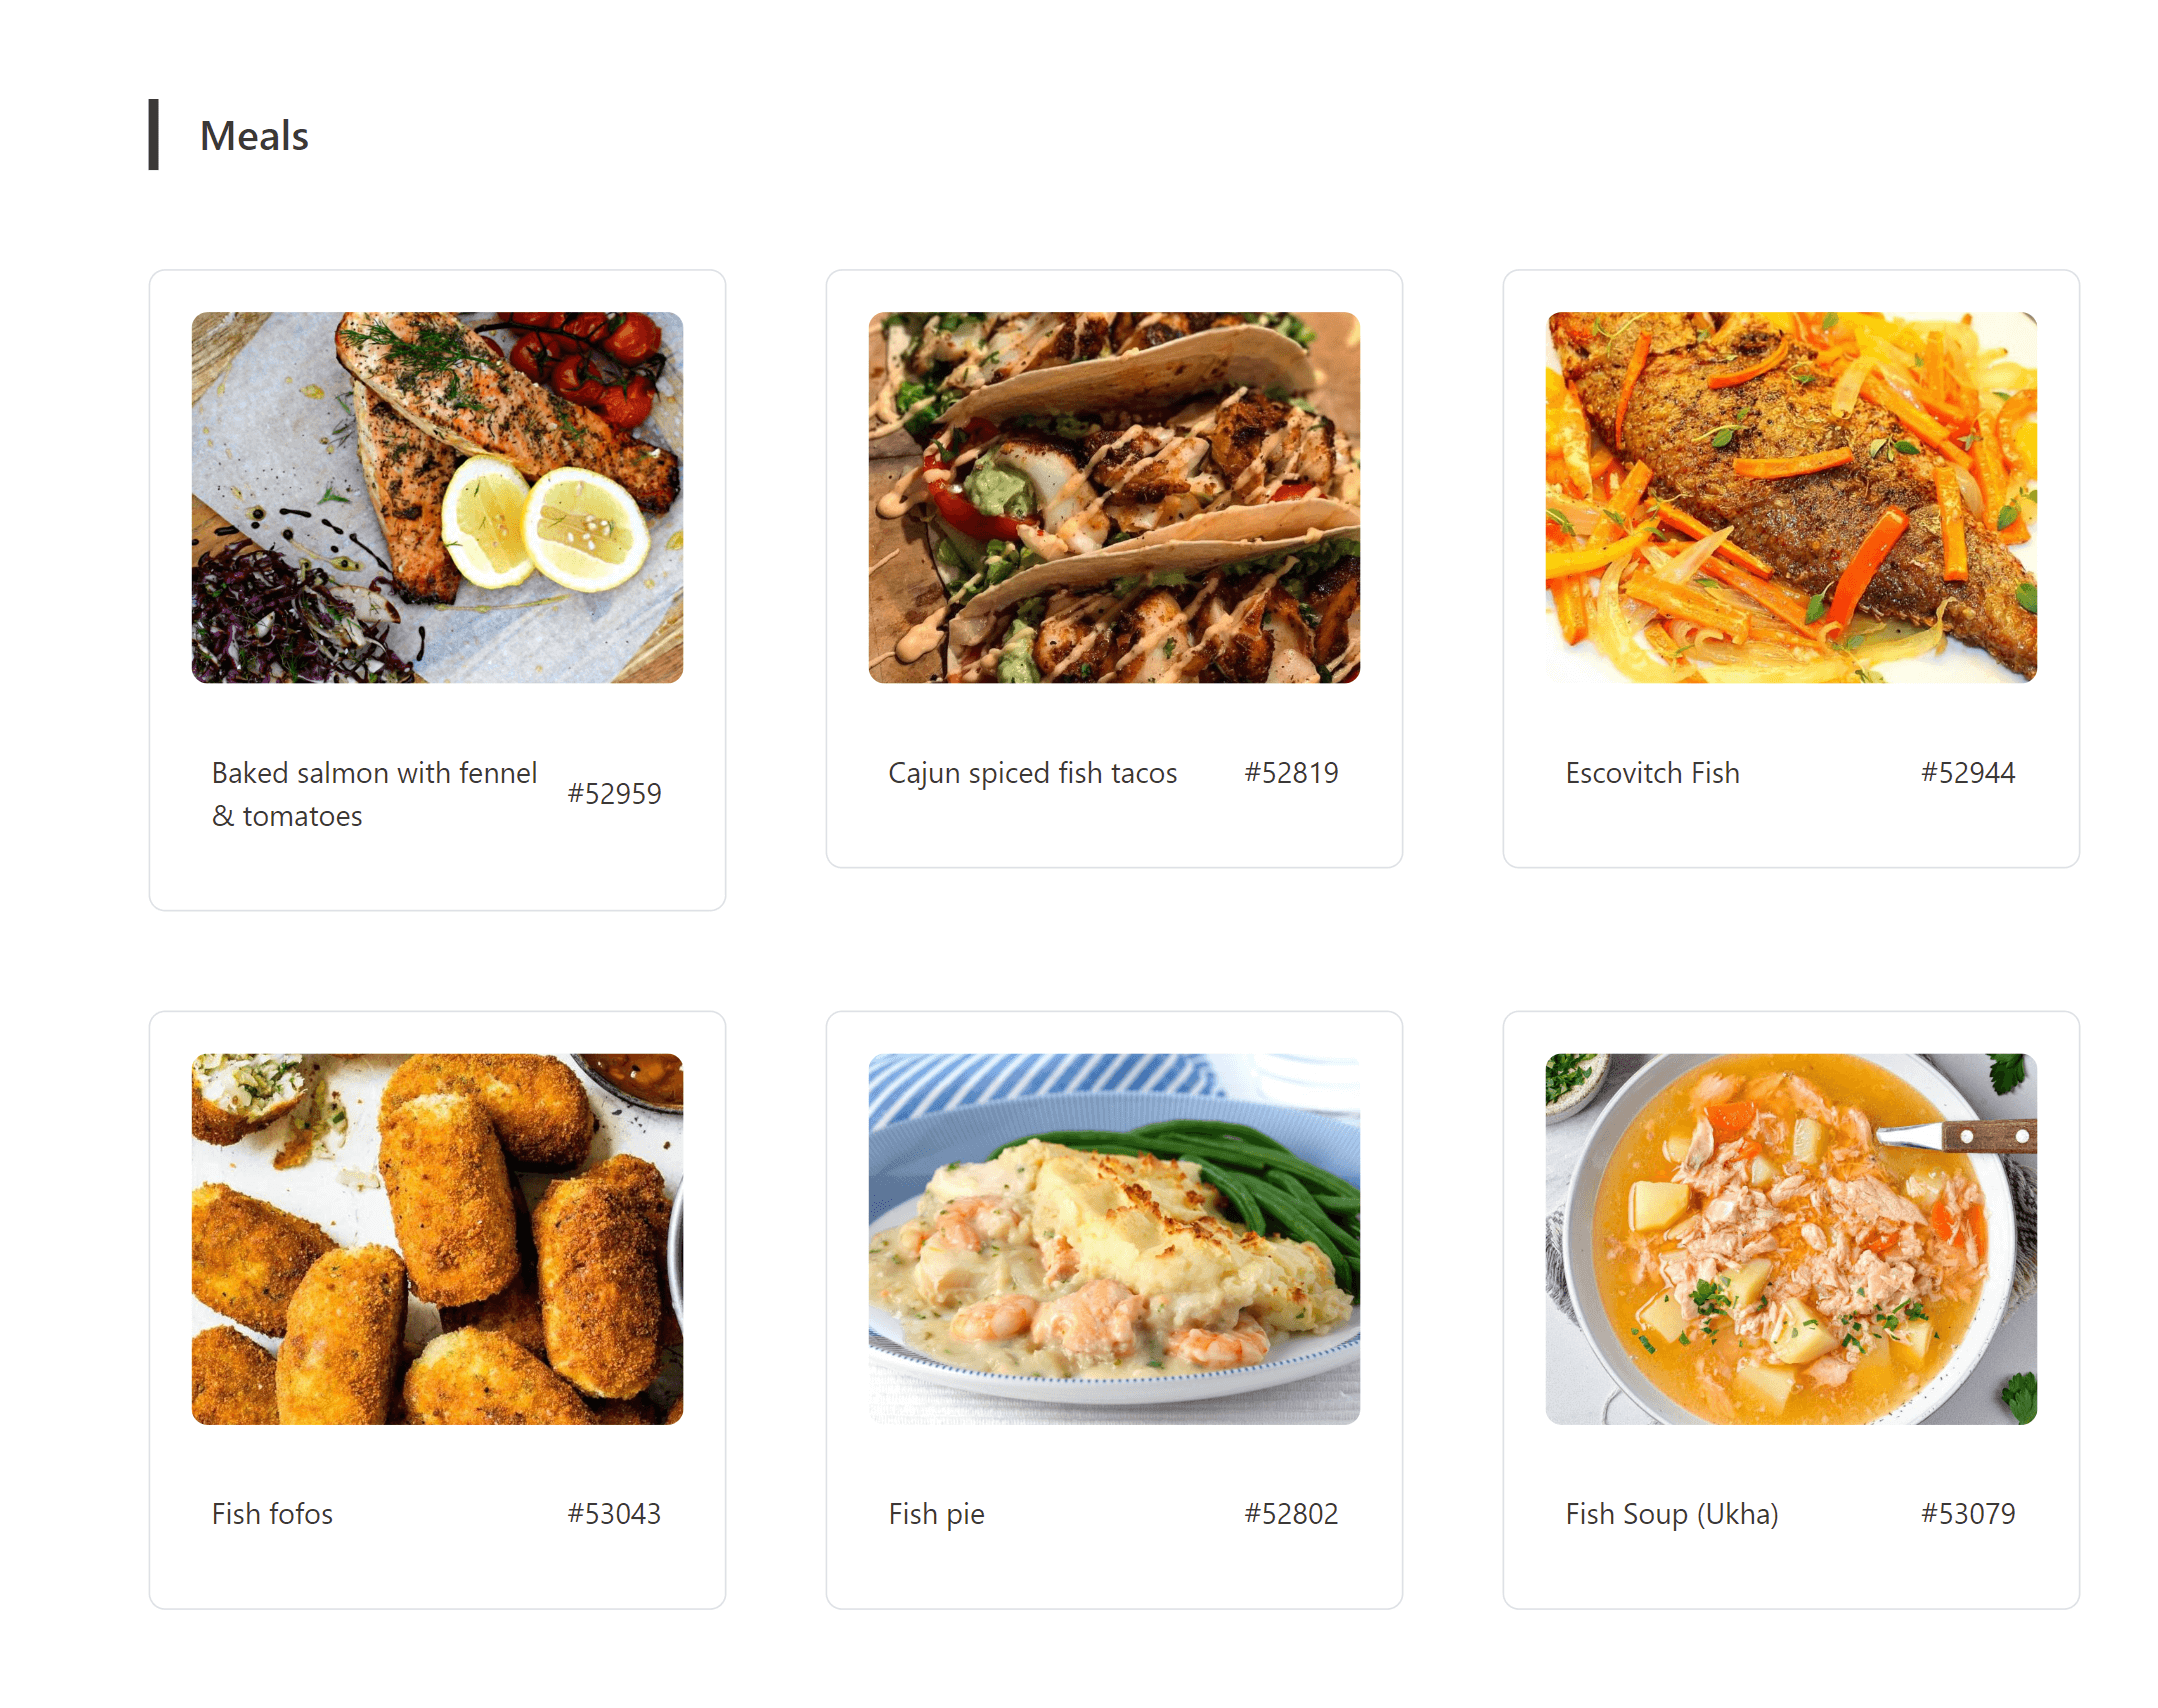 Meals
Baked salmon with fennel
& tomatoes
#52959
Cajun spiced fish tacos
#52819
Escovitch Fish
#52944
Fish fofos
#53043
Fish pie
#52802
Fish Soup (Ukha)
#53079